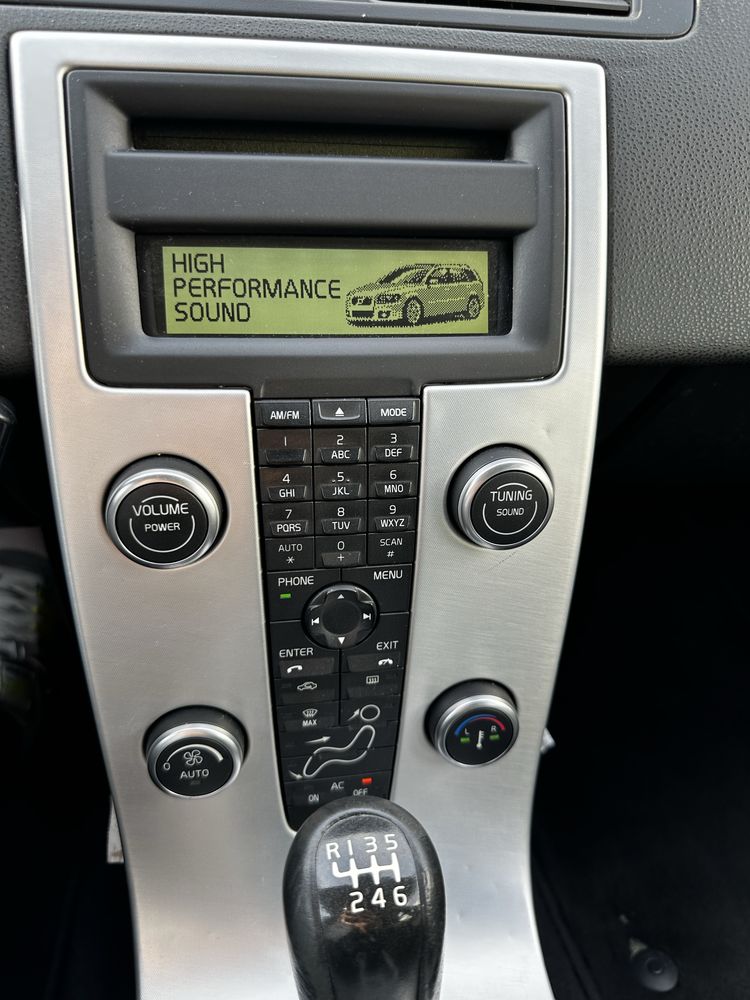 HIGH
PERFORMANCE
SOUND
AM/FM
MODE
1
2
ABC
3
DEF
4
GHI
5
JKL
6
MNO
7
PQRS
8
TUV
9
WXYZ
AUTO
*
0
+
SCAN
#
VOLUME
POWER
TUNING
SOUND
PHONE
MENU
ENTER
EXIT
MAX
0
AUTO
L R
AC
ON OFF
R 1 3 5
2 4 6